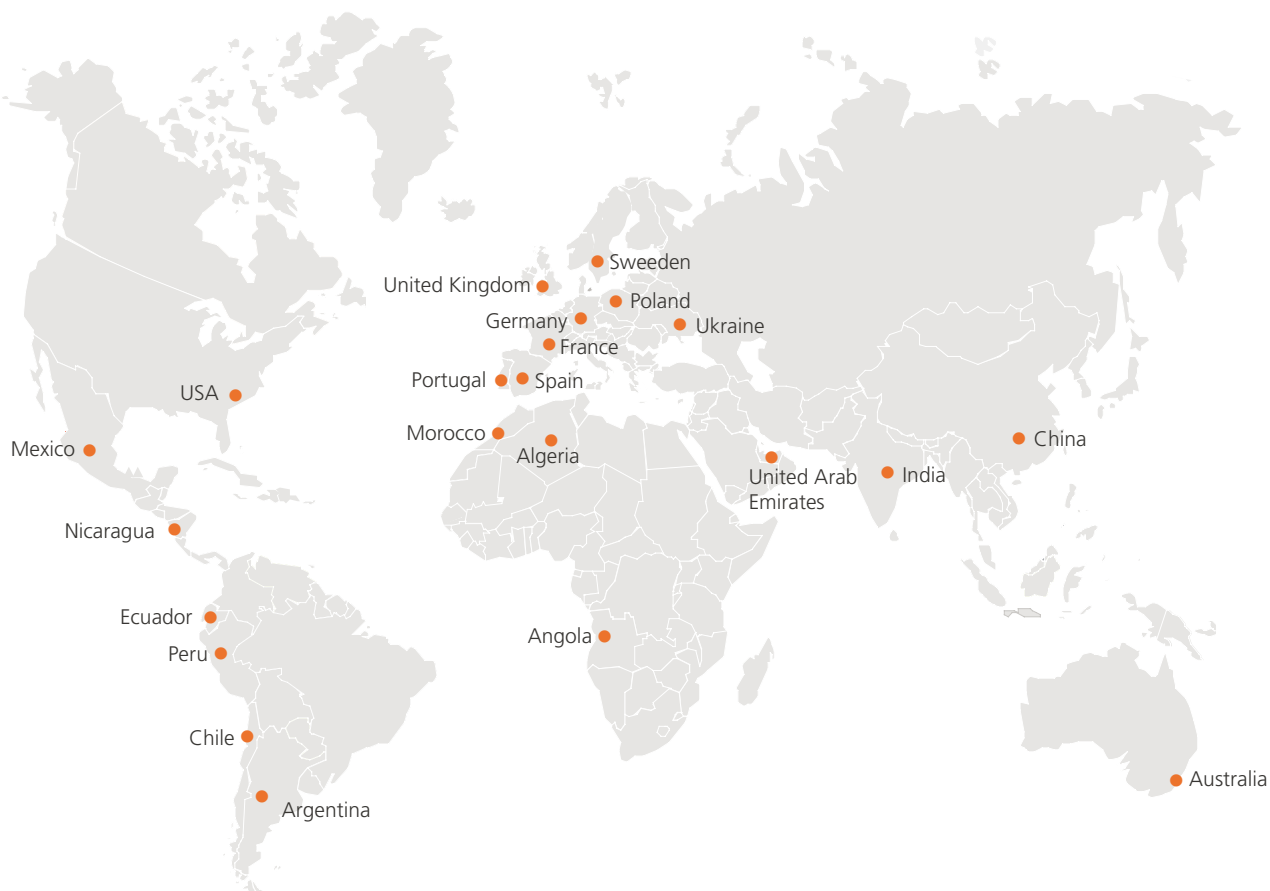 Sweeden
United Kingdom
Poland
Germany
Ukraine
France
Portugal
Spain
USA
Morocco
China
Mexico
Algeria
India
United Arab
Emirates
Nicaragua
Ecuador
Angola
Peru
Chile
Australia
Argentina